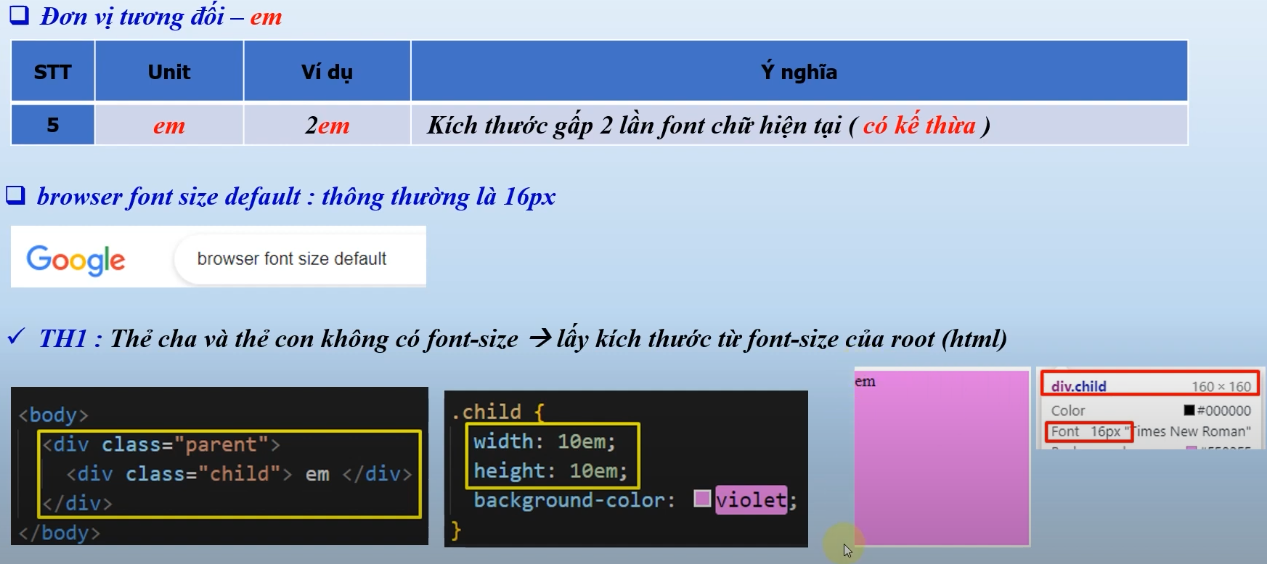 Đơn vị tương đối – em
STT Unit Ví dụ Ý nghĩa
5 em 2em Kích thước gấp 2 lần font chữ hiện tại ( có kế thừa )
browser font size default : thông thường là 16px
Google browser font size default
✓ TH1 : Thẻ cha và thẻ con không có font-size → lấy kích thước từ font-size của root (html)
<body>
<div class="parent">
<div class="child"> em </div>
</div>
</body>
.child {
width: 10em;
height: 10em;
background-color: violet;
}
em
div.child 160 × 160
Color #000000
Font 16px "Times New Roman"